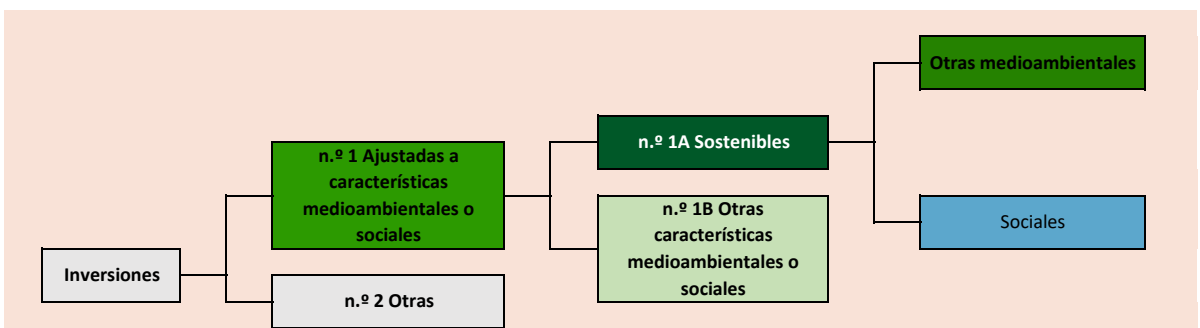 Otras medioambientales
n.º 1A Sostenibles
n.º 1 Ajustadas a
características
medioambientales o
sociales
n.º 1B Otras
características
medioambientales o
sociales
Sociales
Inversiones
n.º 2 Otras